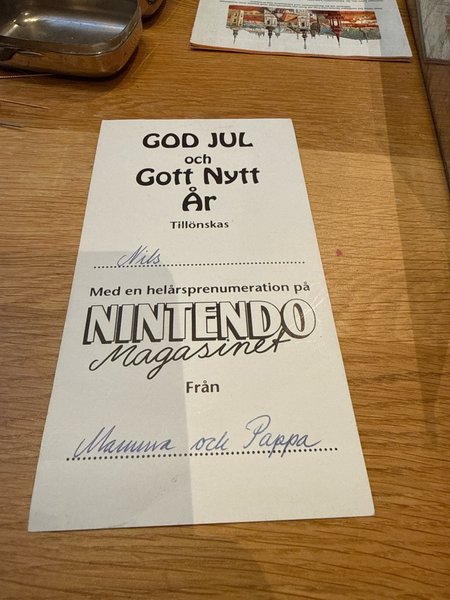 GOD JUL
och
Gott Nytt
År
Tillönskas
Nils
Med en helårsprenumeration på
NINTENDO
Magasinet
Från
Mamma och Pappa